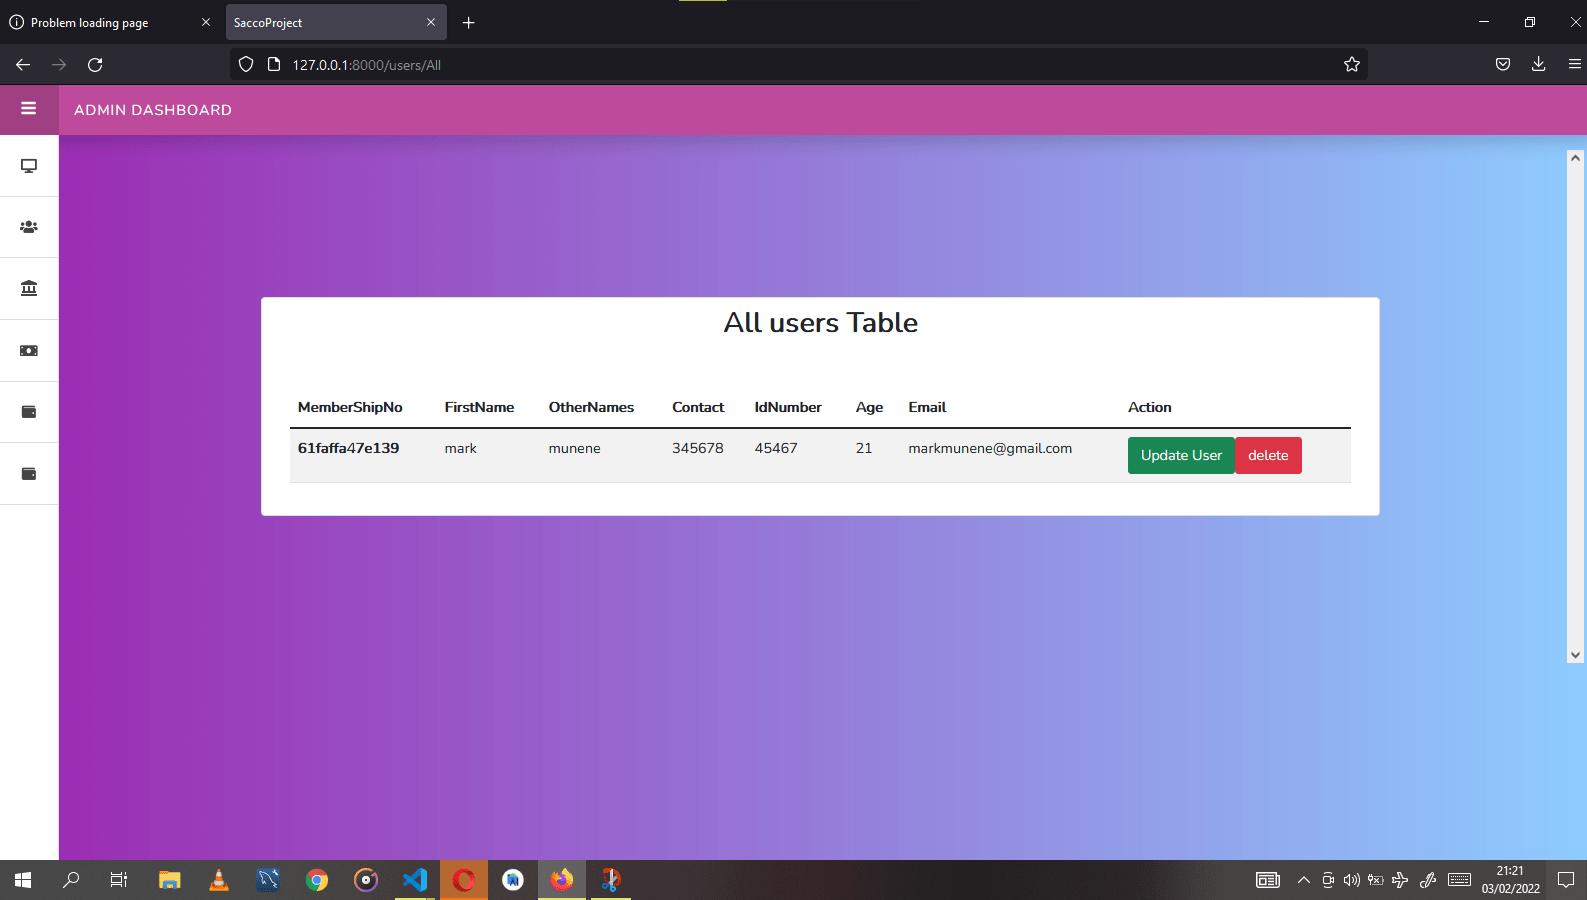 Problem loading page
SaccoProject
127.0.0.1:8000/users/All
ADMIN DASHBOARD
All users Table
MemberShipNo FirstName OtherNames Contact IdNumber Age Email Action
61faffa47e139 mark munene 345678 45467 21 markmunene@gmail.com Update User delete
21:21
03/02/2022